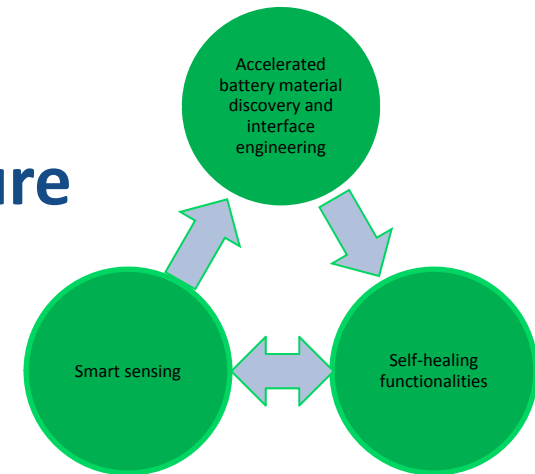 Accelerated
battery material
discovery and
interface
engineering
ure
Smart sensing
Self-healing
functionalities